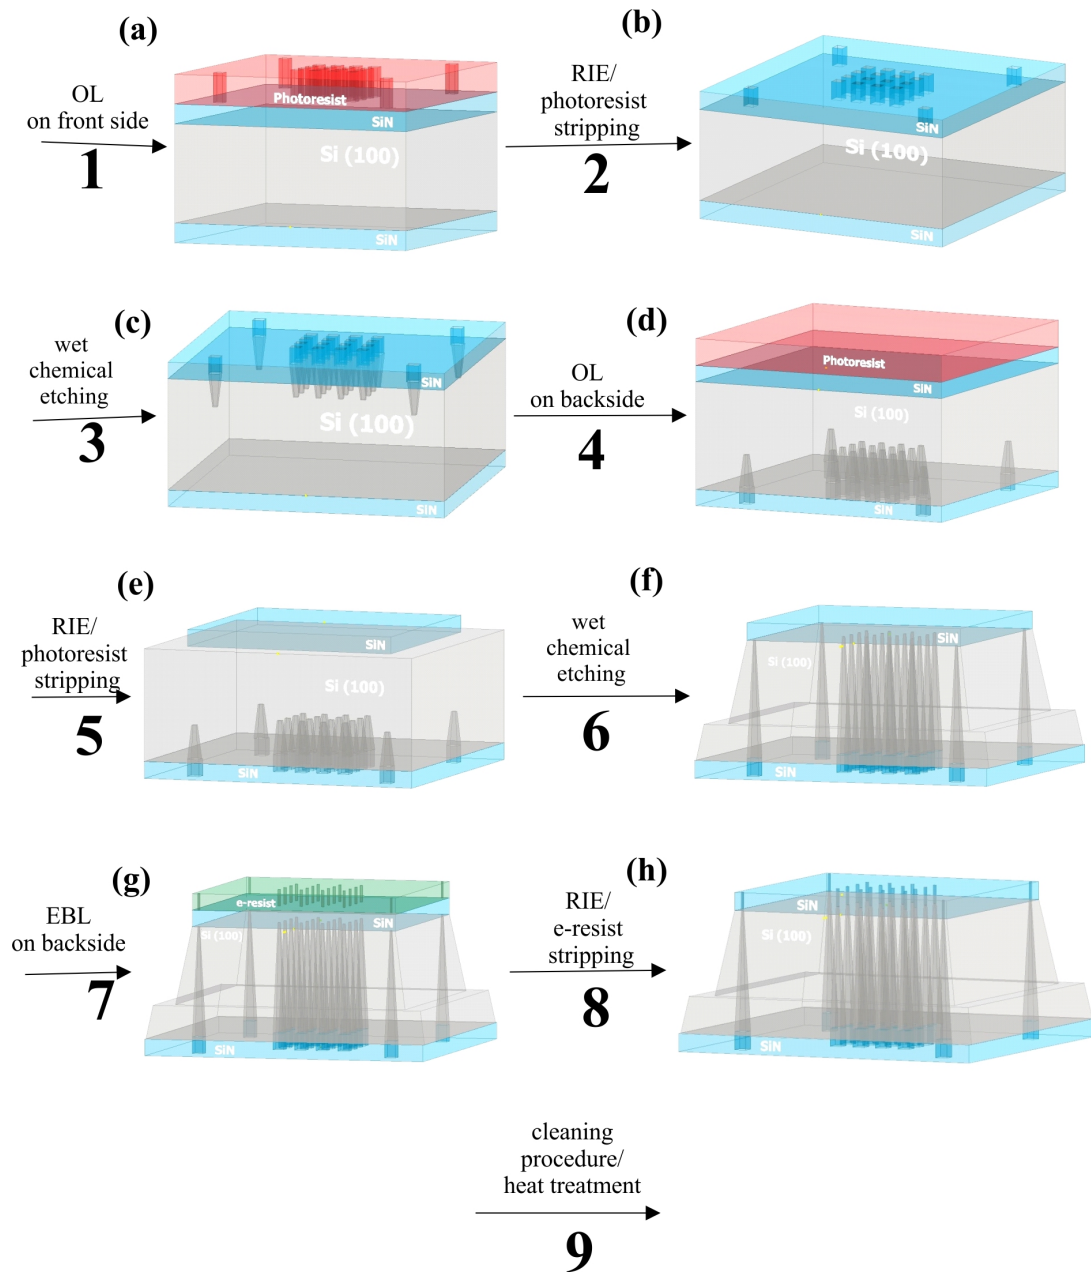 (a)
OL
on front side
1
Photoresist
SiN
Si (100)
SiN
(b)
RIE/
photoresist
stripping
2
SiN
Si (100)
SiN
(c)
wet
chemical
etching
3
SiN
Si (100)
SiN
(d)
OL
on backside
4
Photoresist
SiN
Si (100)
SiN
(e)
RIE/
photoresist
stripping
5
SiN
Si (100)
SiN
(f)
wet
chemical
etching
6
SiN
Si (100)
SiN
(g)
EBL
on backside
7
e-resist
SiN
Si (100)
SiN
(h)
RIE/
e-resist
stripping
8
SiN
Si (100)
SiN
cleaning
procedure/
heat treatment
9